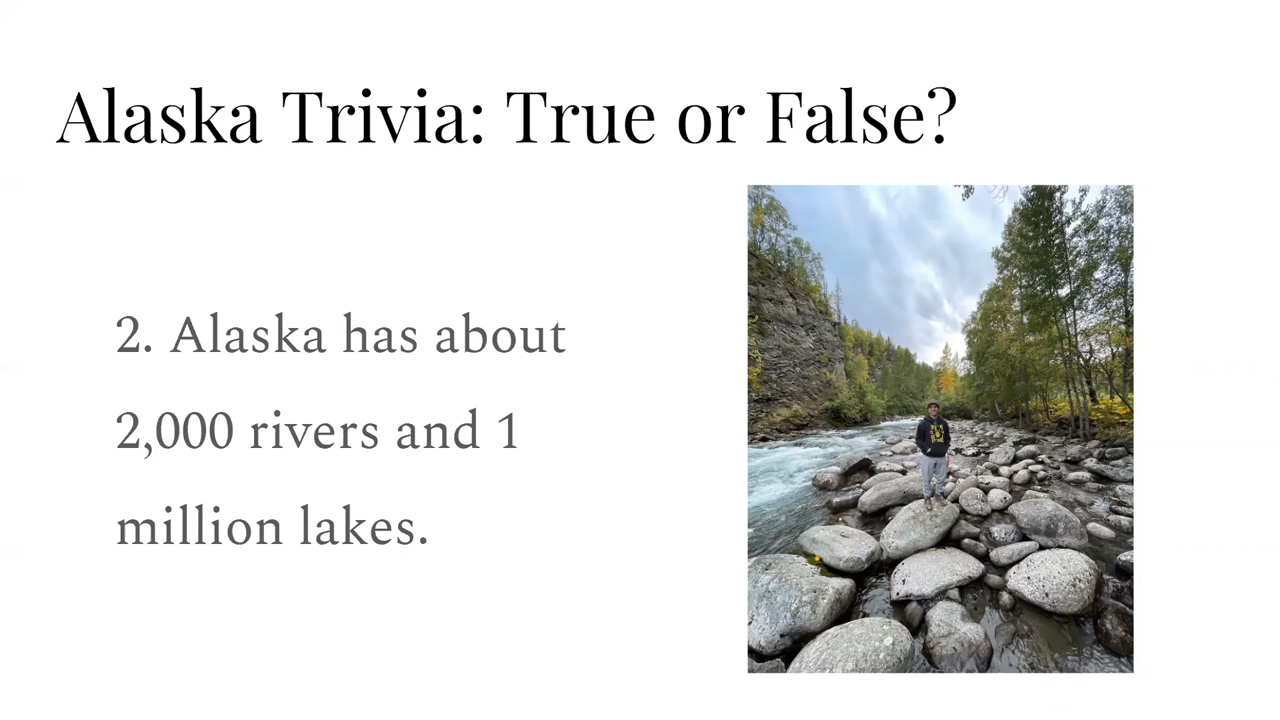 Alaska Trivia: True or False?
2. Alaska has about
2,000 rivers and 1
million lakes.